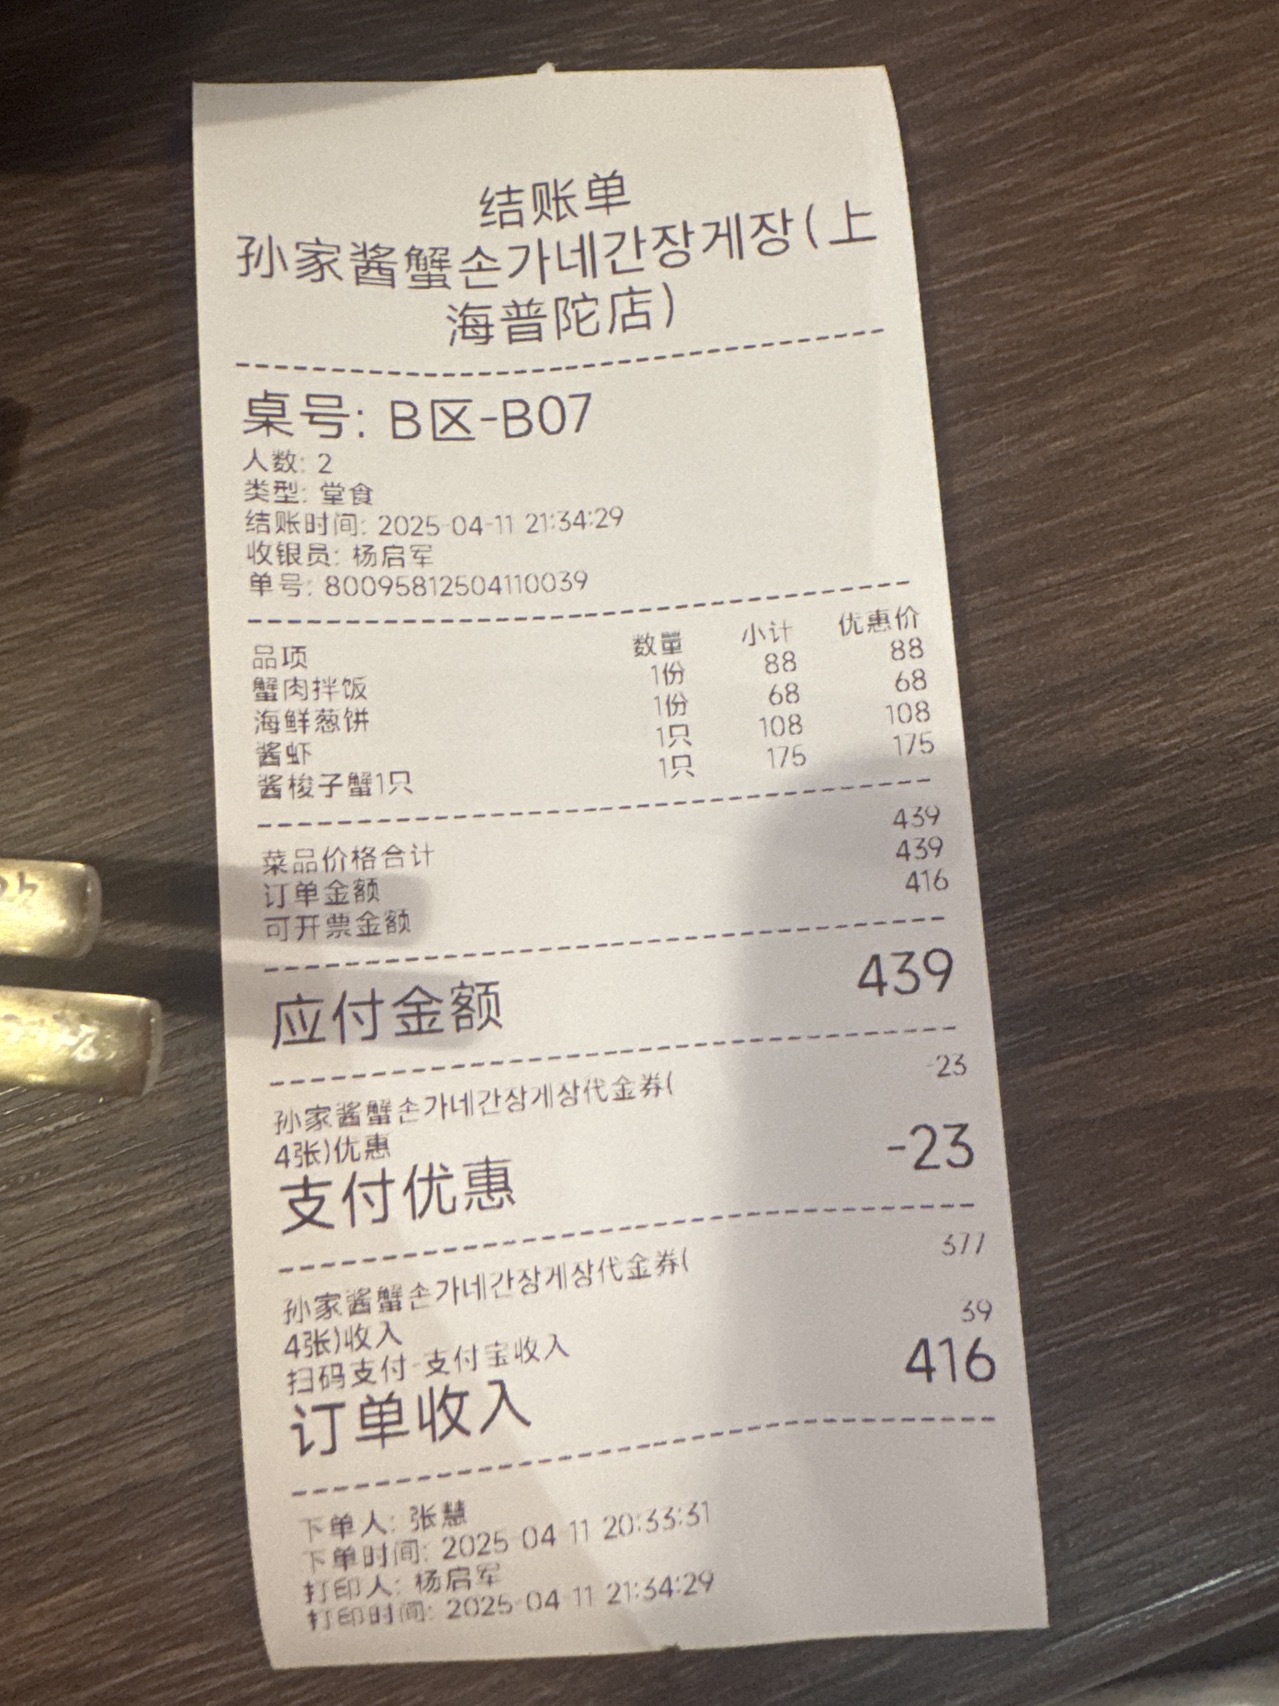 结账单
孙家酱蟹손가네간장게장(上
海普陀店)
桌号: B区-B07
人数: 2
类型: 堂食
结账时间: 2025-04-11 21:34:29
收银员: 杨启军
单号: 80095812504110039
品项 数量 小计 优惠价
蟹肉拌饭 1份 88 88
海鲜葱饼 1份 68 68
酱虾 1只 108 108
酱梭子蟹1只 1只 175 175
菜品价格合计 439
订单金额 439
可开票金额 416
应付金额 439
孙家酱蟹손가네간장게장代金券( -23
4张)优惠
支付优惠 -23
孙家酱蟹손가네간장게장代金券( 377
4张)收入
扫码支付-支付宝收入 39
订单收入 416
下单人: 张慧
下单时间: 2025-04-11 20:33:31
打印人: 杨启军
打印时间: 2025-04-11 21:34:29